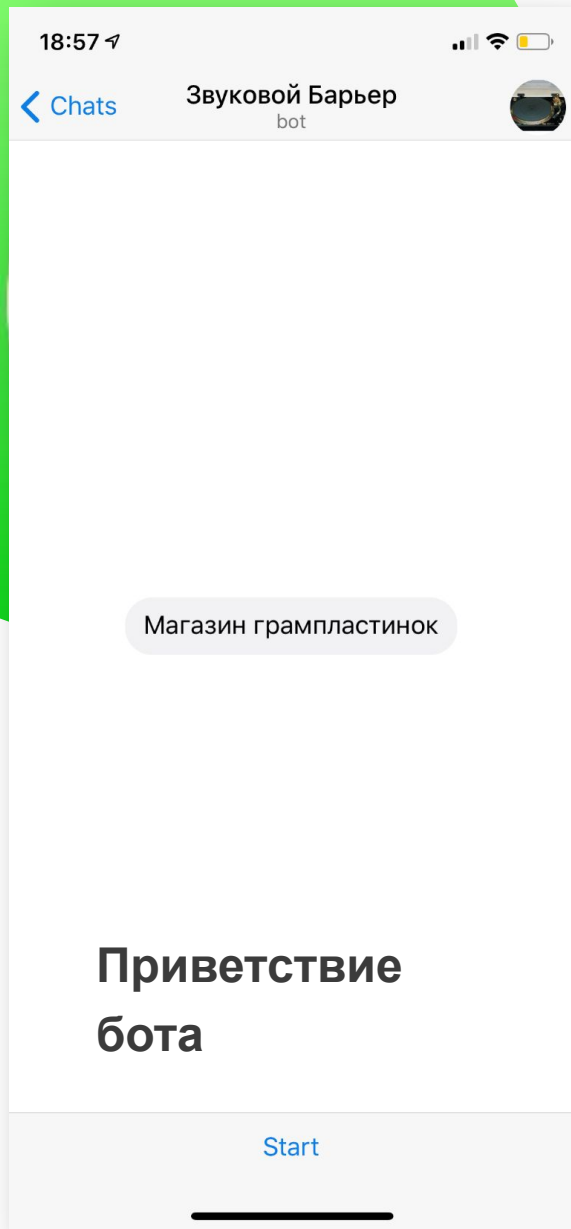 18:57
Chats
Звуковой Барьер
bot
Магазин грампластинок
Приветствие
бота
Start